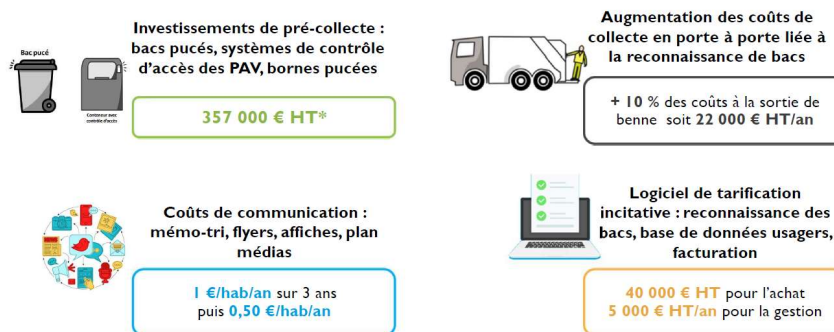 Bac pucé
Conteneur avec
contrôle d'accès
Investissements de pré-collecte :
bacs pucés, systèmes de contrôle
d'accès des PAV, bornes pucées
357 000 € HT*
Augmentation des coûts de
collecte en porte à porte liée à
la reconnaissance de bacs
+ 10 % des coûts à la sortie de
benne soit 22 000 € HT/an
Coûts de communication :
mémo-tri, flyers, affiches, plan
médias
1 €/hab/an sur 3 ans
puis 0,50 €/hab/an
Logiciel de tarification
incitative : reconnaissance des
bacs, base de données usagers,
facturation
40 000 € HT pour l'achat
5 000 € HT/an pour la gestion